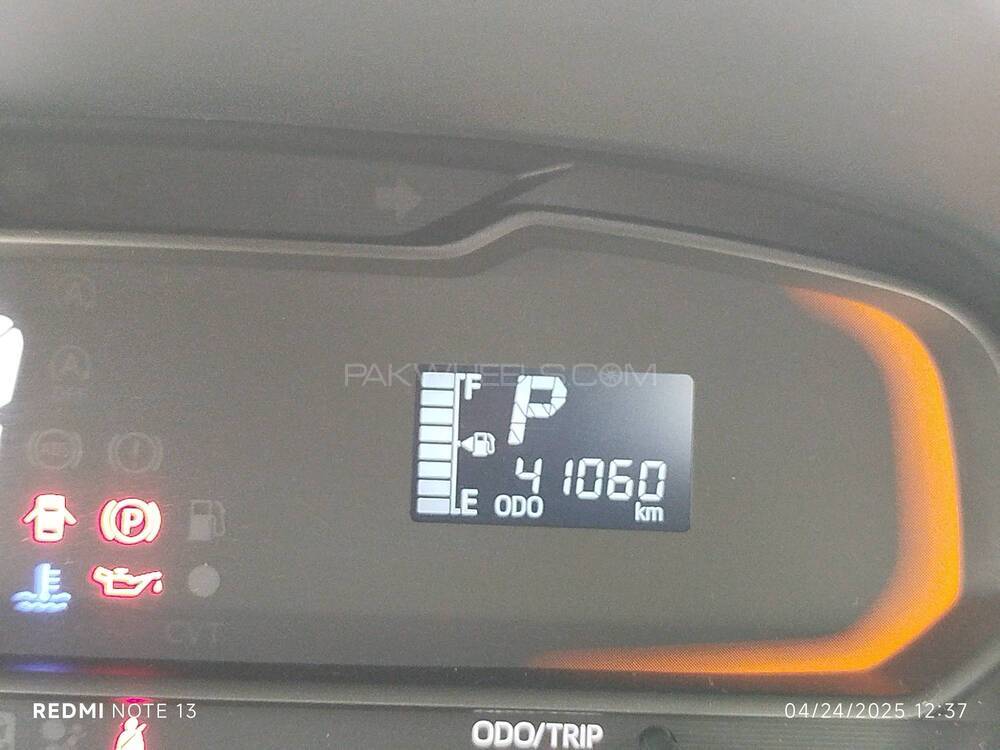 PAKWHEELS.COM
F
P
41060
E ODO km
CVT
REDMI NOTE 13
04/24/2025 12:37
ODO/TRIP